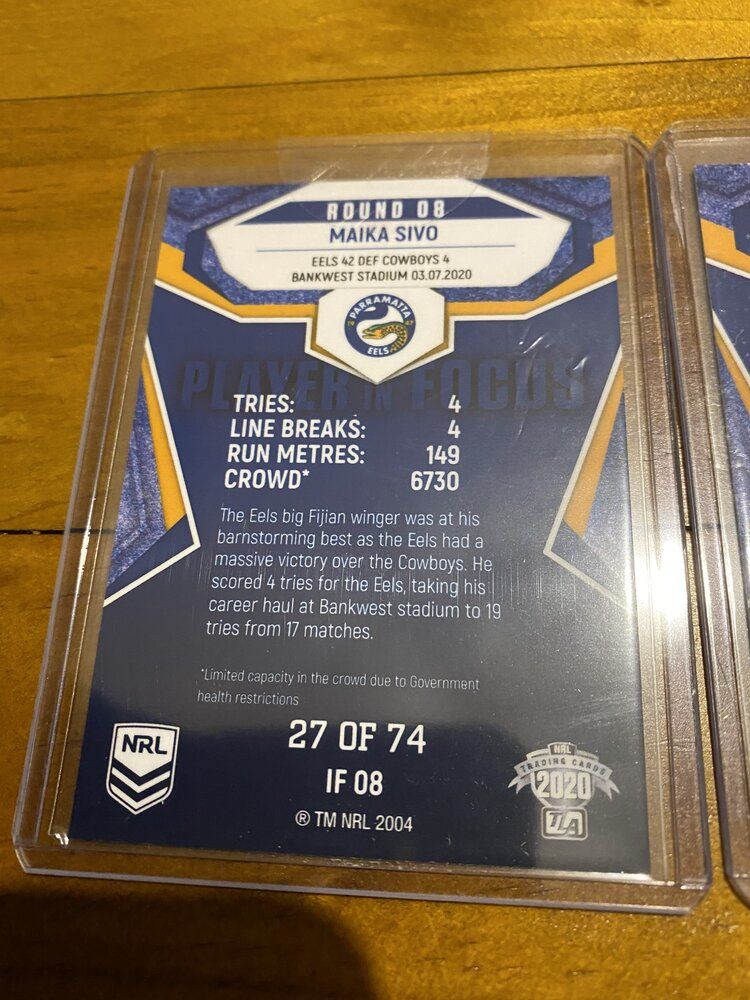 ROUND 08
MAIKA SIVO
EELS 42 DEF COWBOYS 4
BANKWEST STADIUM 03.07.2020
PARRAMATTA
19 47
EELS
PLAYER IN FOCUS
TRIES: 4
LINE BREAKS: 4
RUN METRES: 149
CROWD* 6730
The Eels big Fijian winger was at his
barnstorming best as the Eels had a
massive victory over the Cowboys. He
scored 4 tries for the Eels, taking his
career haul at Bankwest stadium to 19
tries from 17 matches.
*Limited capacity in the crowd due to Government
health restrictions
27 OF 74
IF 08
® TM NRL 2004
NRL
NRL
TRADING CARDS
2020
TLA